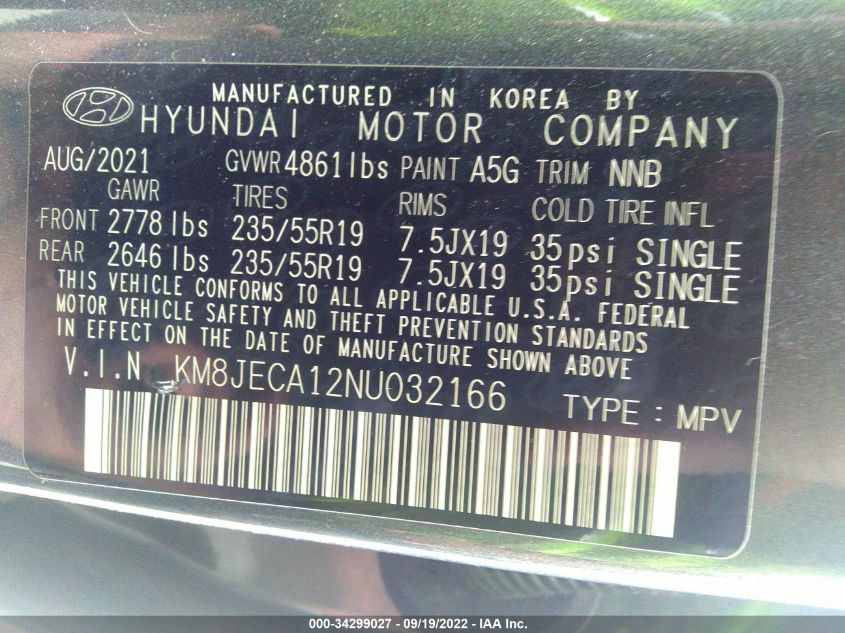 MANUFACTURED IN KOREA BY
HYUNDAI MOTOR COMPANY
AUG/2021 GVWR 4861lbs PAINT A5G TRIM NNB
GAWR TIRES RIMS COLD TIRE INFL
FRONT 2778 lbs 235/55R19 7.5JX19 35psi SINGLE
REAR 2646 lbs 235/55R19 7.5JX19 35psi SINGLE
THIS VEHICLE CONFORMS TO ALL APPLICABLE U.S.A. FEDERAL
MOTOR VEHICLE SAFETY AND THEFT PREVENTION STANDARDS
IN EFFECT ON THE DATE OF MANUFACTURE SHOWN ABOVE
V.I.N KM8JECA12NU032166 TYPE : MPV
000-34299027 - 09/19/2022 - IAA Inc.